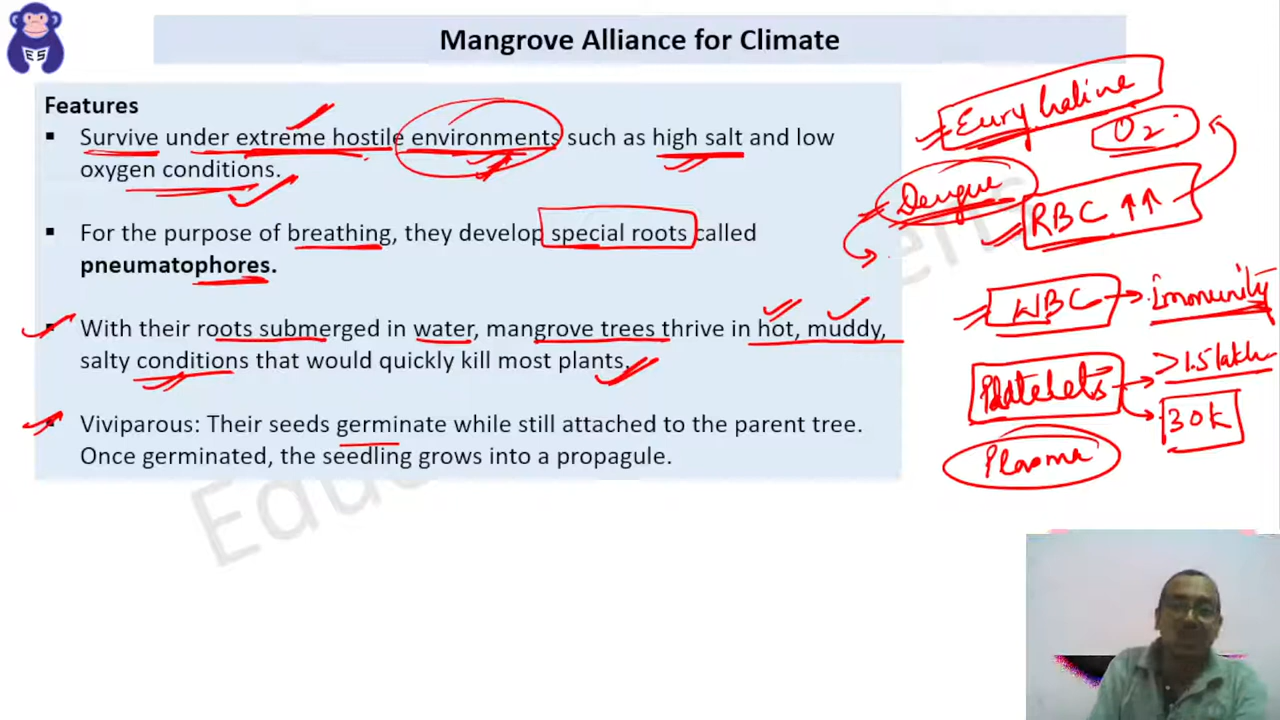 ES
Mangrove Alliance for Climate
Features
▪ Survive under extreme hostile environments such as high salt and low
oxygen conditions.
▪ For the purpose of breathing, they develop special roots called
pneumatophores.
▪ With their roots submerged in water, mangrove trees thrive in hot, muddy,
salty conditions that would quickly kill most plants.
▪ Viviparous: Their seeds germinate while still attached to the parent tree.
Once germinated, the seedling grows into a propagule.
Euryhaline
O2
Dengue
RBC ↑↑
WBC → immunity
Platelets → >1.5 lakh
30k
Plasma